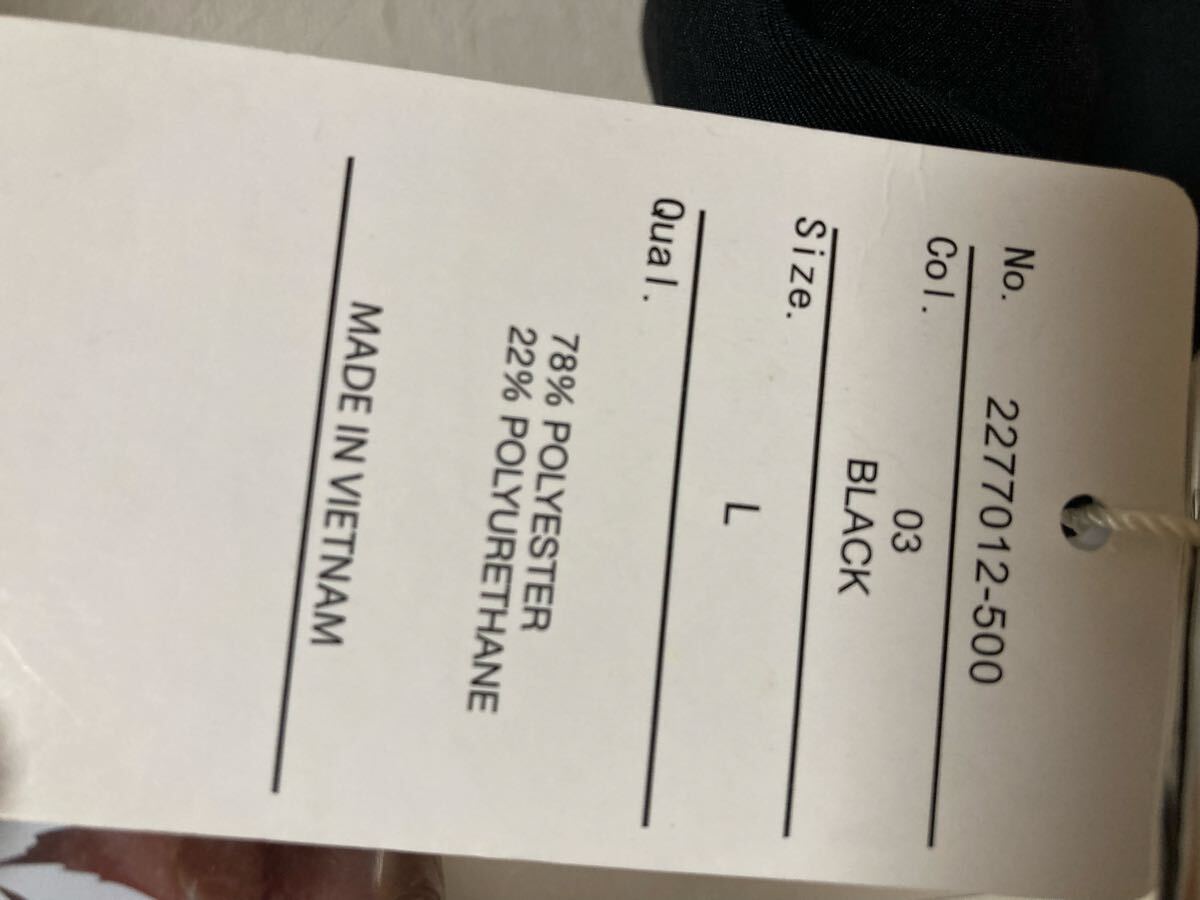 No. 2277012-500
Col.
03
BLACK
Size.
L
Qual.
78% POLYESTER
22% POLYURETHANE
MADE IN VIETNAM